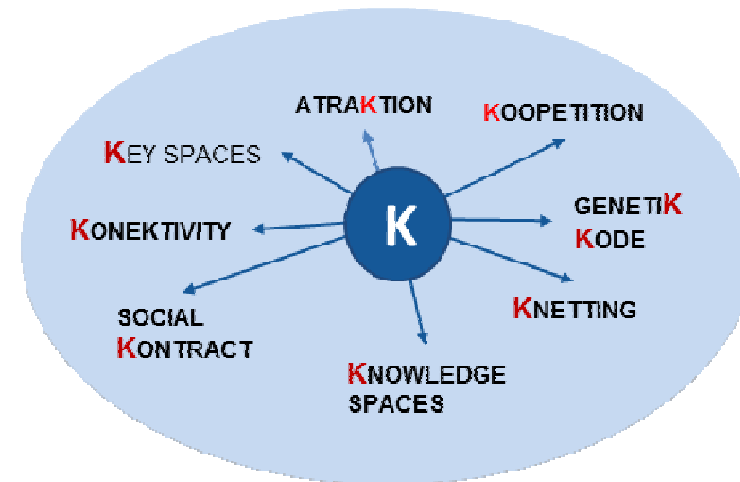 ATRAKTION
KOOPETITION
KEY SPACES
GENETIK
KODE
K
KONEKTIVITY
KNETTING
SOCIAL
KONTRACT
KNOWLEDGE
SPACES